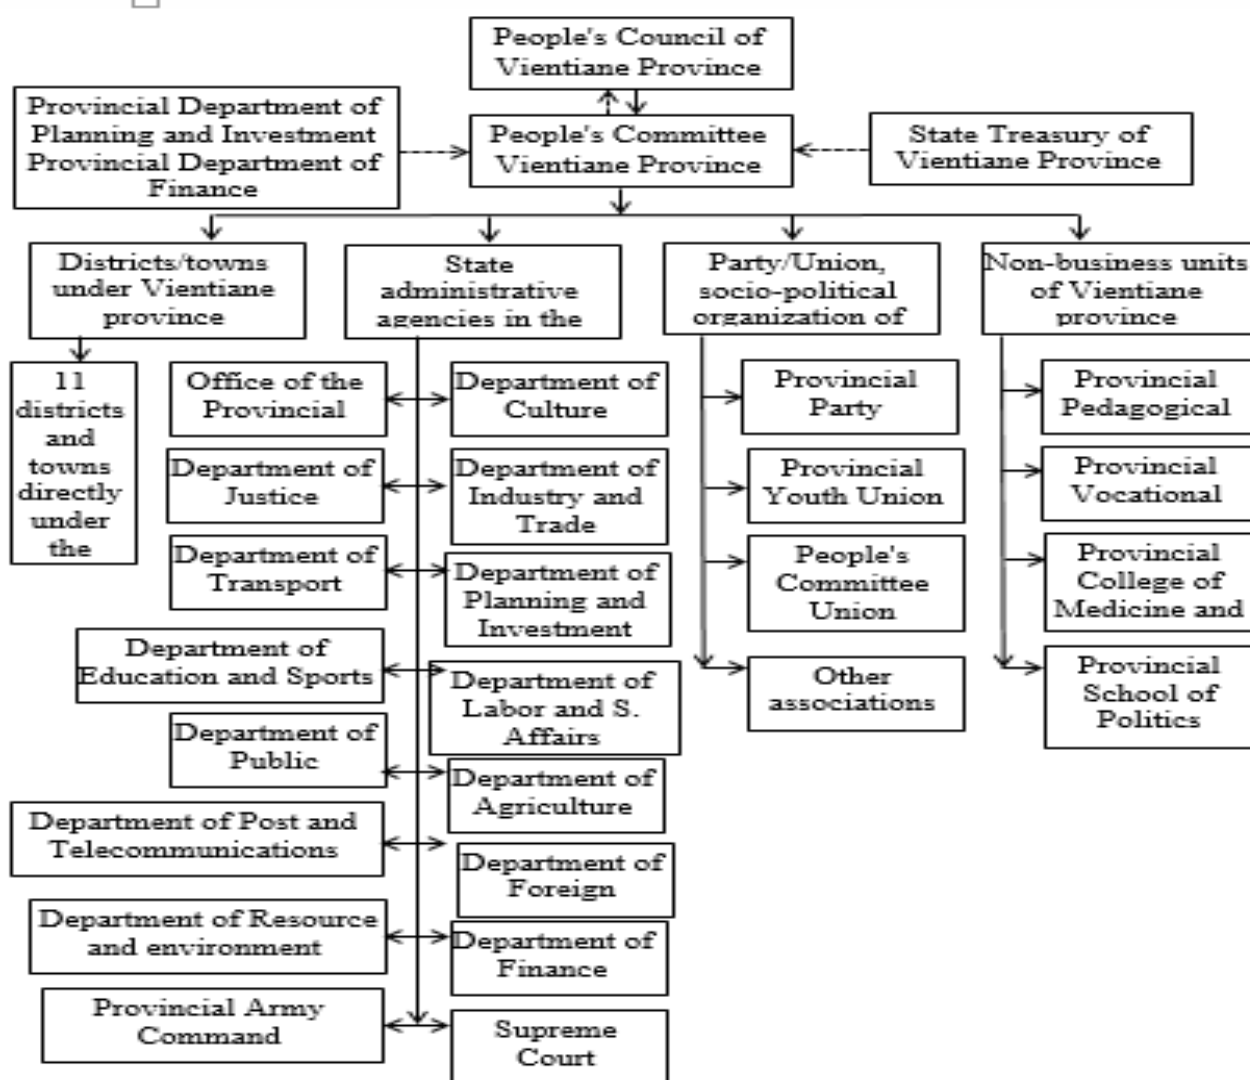 People's Council of
Vientiane Province
Provincial Department of
Planning and Investment
Provincial Department of
Finance
People's Committee
Vientiane Province
State Treasury of
Vientiane Province
Districts/towns
under Vientiane
province
State
administrative
agencies in the
Party/Union,
socio-political
organization of
Non-business units
of Vientiane
province
11
districts
and
towns
directly
under
the
Office of the
Provincial
Department of
Justice
Department of
Transport
Department of
Education and Sports
Department of
Public
Department of Post and
Telecommunications
Department of Resource
and environment
Provincial Army
Command
Department of
Culture
Department of
Industry and
Trade
Department of
Planning and
Investment
Department of
Labor and S.
Affairs
Department of
Agriculture
Department of
Foreign
Department of
Finance
Supreme
Court
Provincial
Party
Provincial
Youth Union
People's
Committee
Union
Other
associations
Provincial
Pedagogical
Provincial
Vocational
Provincial
College of
Medicine and
Provincial
School of
Politics